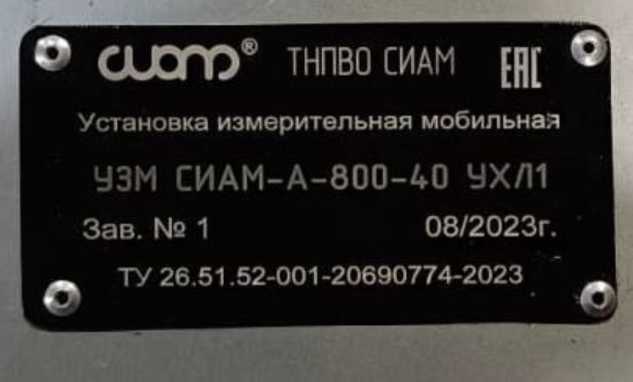 сиам® ТНПВО СИАМ EAC
Установка измерительная мобильная
УЗМ СИАМ-А-800-40 УХЛ1
Зав. № 1 08/2023г.
ТУ 26.51.52-001-20690774-2023